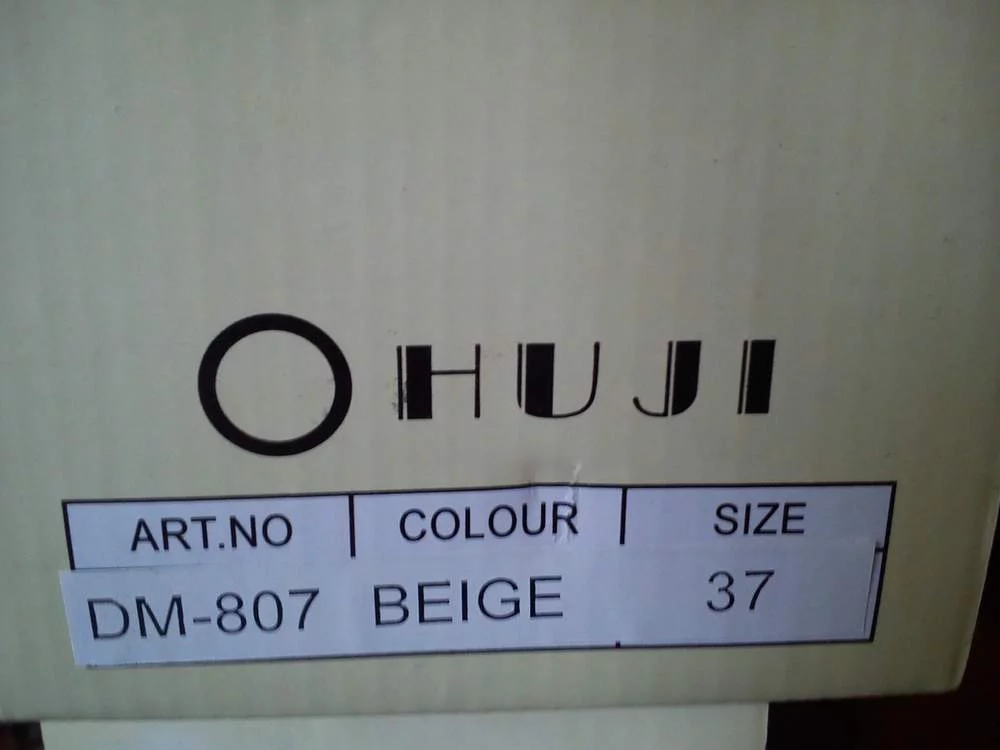 OHUJI
ART.NO COLOUR SIZE
DM-807 BEIGE 37